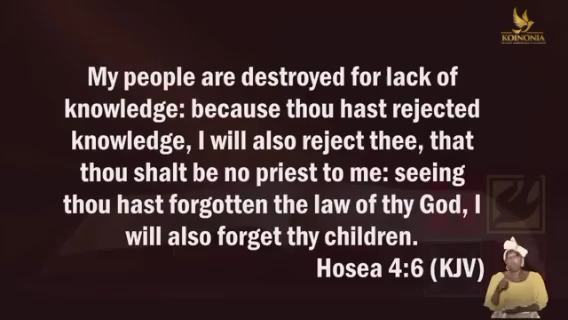 KOINONIA
My people are destroyed for lack of
knowledge: because thou hast rejected
knowledge, I will also reject thee, that
thou shalt be no priest to me: seeing
thou hast forgotten the law of thy God, I
will also forget thy children.
Hosea 4:6 (KJV)